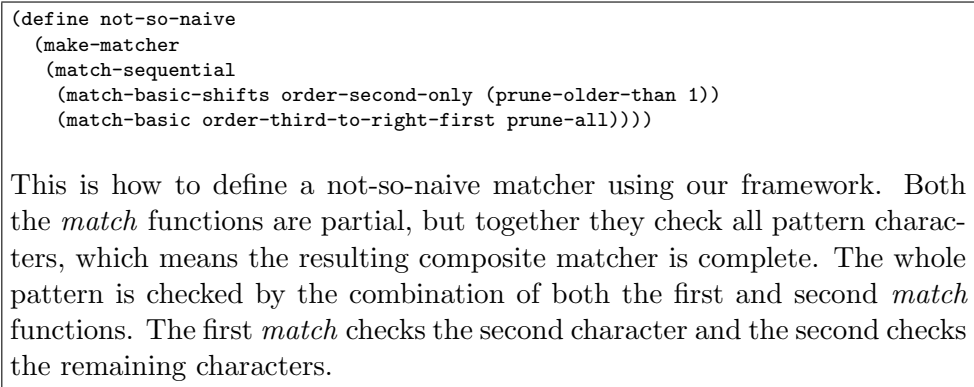 (define not-so-naive
  (make-matcher
   (match-sequential
    (match-basic-shifts order-second-only (prune-older-than 1))
    (match-basic order-third-to-right-first prune-all))))
This is how to define a not-so-naive matcher using our framework. Both
the match functions are partial, but together they check all pattern charac-
ters, which means the resulting composite matcher is complete. The whole
pattern is checked by the combination of both the first and second match
functions. The first match checks the second character and the second checks
the remaining characters.